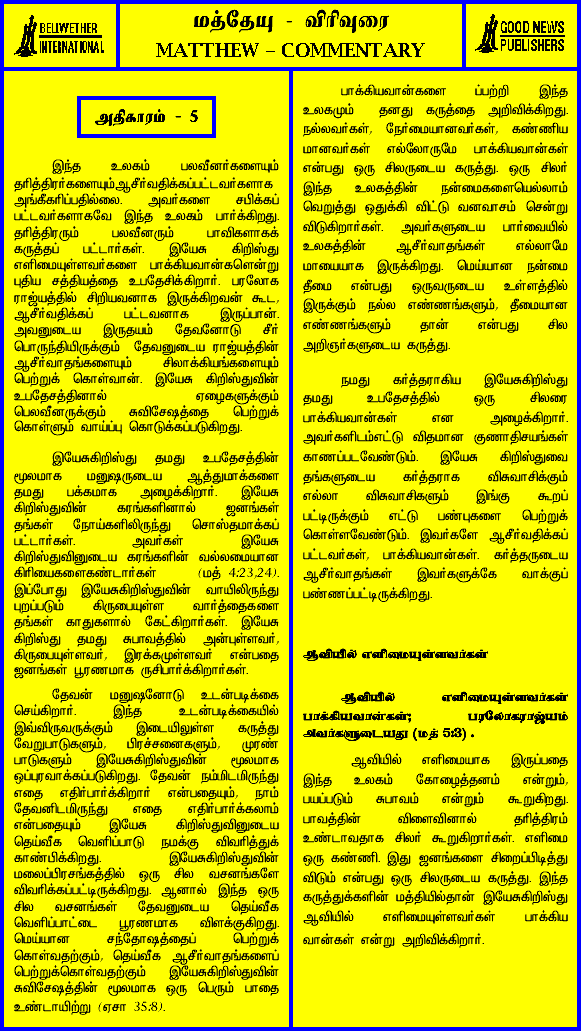 BELIWETHER
INTERNATIONAL
மத்தேயு - விரிவுரை
MATTHEW – COMMENTARY
GOOD NEWS
PUBLISHERS
அதிகாரம் - 5
இந்த உலகம் பலவீனர்களையும்
தரித்திரர்களையும்ஆசீர்வதிக்கப்பட்டவர்களாக
அங்கீகரிப்பதில்லை. அவர்களை சபிக்கப்
பட்டவர்களாகவே இந்த உலகம் பார்க்கிறது.
தரித்திரரும் பலவீனரும் பாவிகளாகக்
கருத்தப் பட்டார்கள். இயேசு கிறிஸ்து
எளிமையுள்ளவர்களை பாக்கியவான்களென்று
புதிய சத்தியத்தை உபதேசிக்கிறார். பரலோக
ராஜ்யத்தில் சிறியவனாக இருக்கிறவன் கூட,
ஆசீர்வதிக்கப் பட்டவனாக இருப்பான்.
அவனுடைய இருதயம் தேவனோடு சீர்
பொருந்தியிருக்கும் தேவனுடைய ராஜ்யத்தின்
ஆசீர்வாதங்களையும் சிலாக்கியங்களையும்
பெற்றுக் கொள்வான். இயேசு கிறிஸ்துவின்
உபதேசத்தினால் ஏழைகளுக்கும்
பெலவீனருக்கும் சுவிசேஷத்தை பெற்றுக்
கொள்ளும் வாய்ப்பு கொடுக்கப்படுகிறது.
இயேசுகிறிஸ்து தமது உபதேசத்தின்
மூலமாக மனுஷருடைய ஆத்துமாக்களை
தமது பக்கமாக அழைக்கிறார். இயேசு
கிறிஸ்துவின் கரங்களினால் ஜனங்கள்
தங்கள் நோய்களிலிருந்து சொஸ்தமாக்கப்
பட்டார்கள். அவர்கள் இயேசு
கிறிஸ்துவினுடைய கரங்களின் வல்லமையான
கிரியைகளைகண்டார்கள் (மத் 4:23,24).
இப்போது இயேசுகிறிஸ்துவின் வாயிலிருந்து
புறப்படும் கிருபையுள்ள வார்த்தைகளை
தங்கள் காதுகளால் கேட்கிறார்கள். இயேசு
கிறிஸ்து தமது சுபாவத்தில் அன்புள்ளவர்,
கிருபையுள்ளவர், இரக்கமுள்ளவர் என்பதை
ஜனங்கள் பூரணமாக ருசிபார்க்கிறார்கள்.
தேவன் மனுஷனோடு உடன்படிக்கை
செய்கிறார். இந்த உடன்படிக்கையில்
இவ்விருவருக்கும் இடையிலுள்ள கருத்து
வேறுபாடுகளும், பிரச்சனைகளும், முரண்
பாடுகளும் இயேசுகிறிஸ்துவின் மூலமாக
ஒப்புரவாக்கப்படுகிறது. தேவன் நம்மிடமிருந்து
எதை எதிர்பார்க்கிறார் என்பதையும், நாம்
தேவனிடமிருந்து எதை எதிர்பார்க்கலாம்
என்பதையும் இயேசு கிறிஸ்துவினுடைய
தெய்வீக வெளிப்பாடு நமக்கு விவரித்துக்
காண்பிக்கிறது. இயேசுகிறிஸ்துவின்
மலைப்பிரசங்கத்தில் ஒரு சில வசனங்களே
விவரிக்கப்பட்டிருக்கிறது. ஆனால் இந்த ஒரு
சில வசனங்கள் தேவனுடைய தெய்வீக
வெளிப்பாட்டை பூரணமாக விளக்குகிறது.
மெய்யான சந்தோஷத்தைப் பெற்றுக்
கொள்வதற்கும், தெய்வீக ஆசீர்வாதங்களைப்
பெற்றுக்கொள்வதற்கும் இயேசுகிறிஸ்துவின்
சுவிசேஷத்தின் மூலமாக ஒரு பெரும் பாதை
உண்டாயிற்று (ஏசா 35:8).
பாக்கியவான்களை ப்பற்றி இந்த
உலகமும் தனது கருத்தை அறிவிக்கிறது.
நல்லவர்கள், நேர்மையானவர்கள், கண்ணிய
மானவர்கள் எல்லோருமே பாக்கியவான்கள்
என்பது ஒரு சிலருடைய கருத்து. ஒரு சிலர்
இந்த உலகத்தின் நன்மைகளையெல்லாம்
வெறுத்து ஒதுக்கி விட்டு வனவாசம் சென்று
விடுகிறார்கள். அவர்களுடைய பார்வையில்
உலகத்தின் ஆசீர்வாதங்கள் எல்லாமே
மாயையாக இருக்கிறது. மெய்யான நன்மை
தீமை என்பது ஒருவருடைய உள்ளத்தில்
இருக்கும் நல்ல எண்ணங்களும், தீமையான
எண்ணங்களும் தான் என்பது சில
அறிஞர்களுடைய கருத்து.
நமது கர்த்தராகிய இயேசுகிறிஸ்து
தமது உபதேசத்தில் ஒரு சிலரை
பாக்கியவான்கள் என அழைக்கிறார்.
அவர்களிடம்எட்டு விதமான குணாதிசயங்கள்
காணப்படவேண்டும். இயேசு கிறிஸ்துவை
தங்களுடைய கர்த்தராக விசுவாசிக்கும்
எல்லா விசுவாசிகளும் இங்கு கூறப்
பட்டிருக்கும் எட்டு பண்புகளை பெற்றுக்
கொள்ளவேண்டும். இவர்களே ஆசீர்வதிக்கப்
பட்டவர்கள், பாக்கியவான்கள். கர்த்தருடைய
ஆசீர்வாதங்கள் இவர்களுக்கே வாக்குப்
பண்ணப்பட்டிருக்கிறது.
ஆவியில் எளிமையுள்ளவர்கள்
ஆவியில் எளிமையுள்ளவர்கள்
பாக்கியவான்கள்; பரலோகராஜ்யம்
அவர்களுடையது (மத் 5:3) .
ஆவியில் எளிமையாக இருப்பதை
இந்த உலகம் கோழைத்தனம் என்றும்,
பயப்படும் சுபாவம் என்றும் கூறுகிறது.
பாவத்தின் விளைவினால் தரித்திரம்
உண்டாவதாக சிலர் கூறுகிறார்கள். எளிமை
ஒரு கண்ணி. இது ஜனங்களை சிறைப்பிடித்து
விடும் என்பது ஒரு சிலருடைய கருத்து. இந்த
கருத்துக்களின் மத்தியில்தான் இயேசுகிறிஸ்து
ஆவியில் எளிமையுள்ளவர்கள் பாக்கிய
வான்கள் என்று அறிவிக்கிறார்.